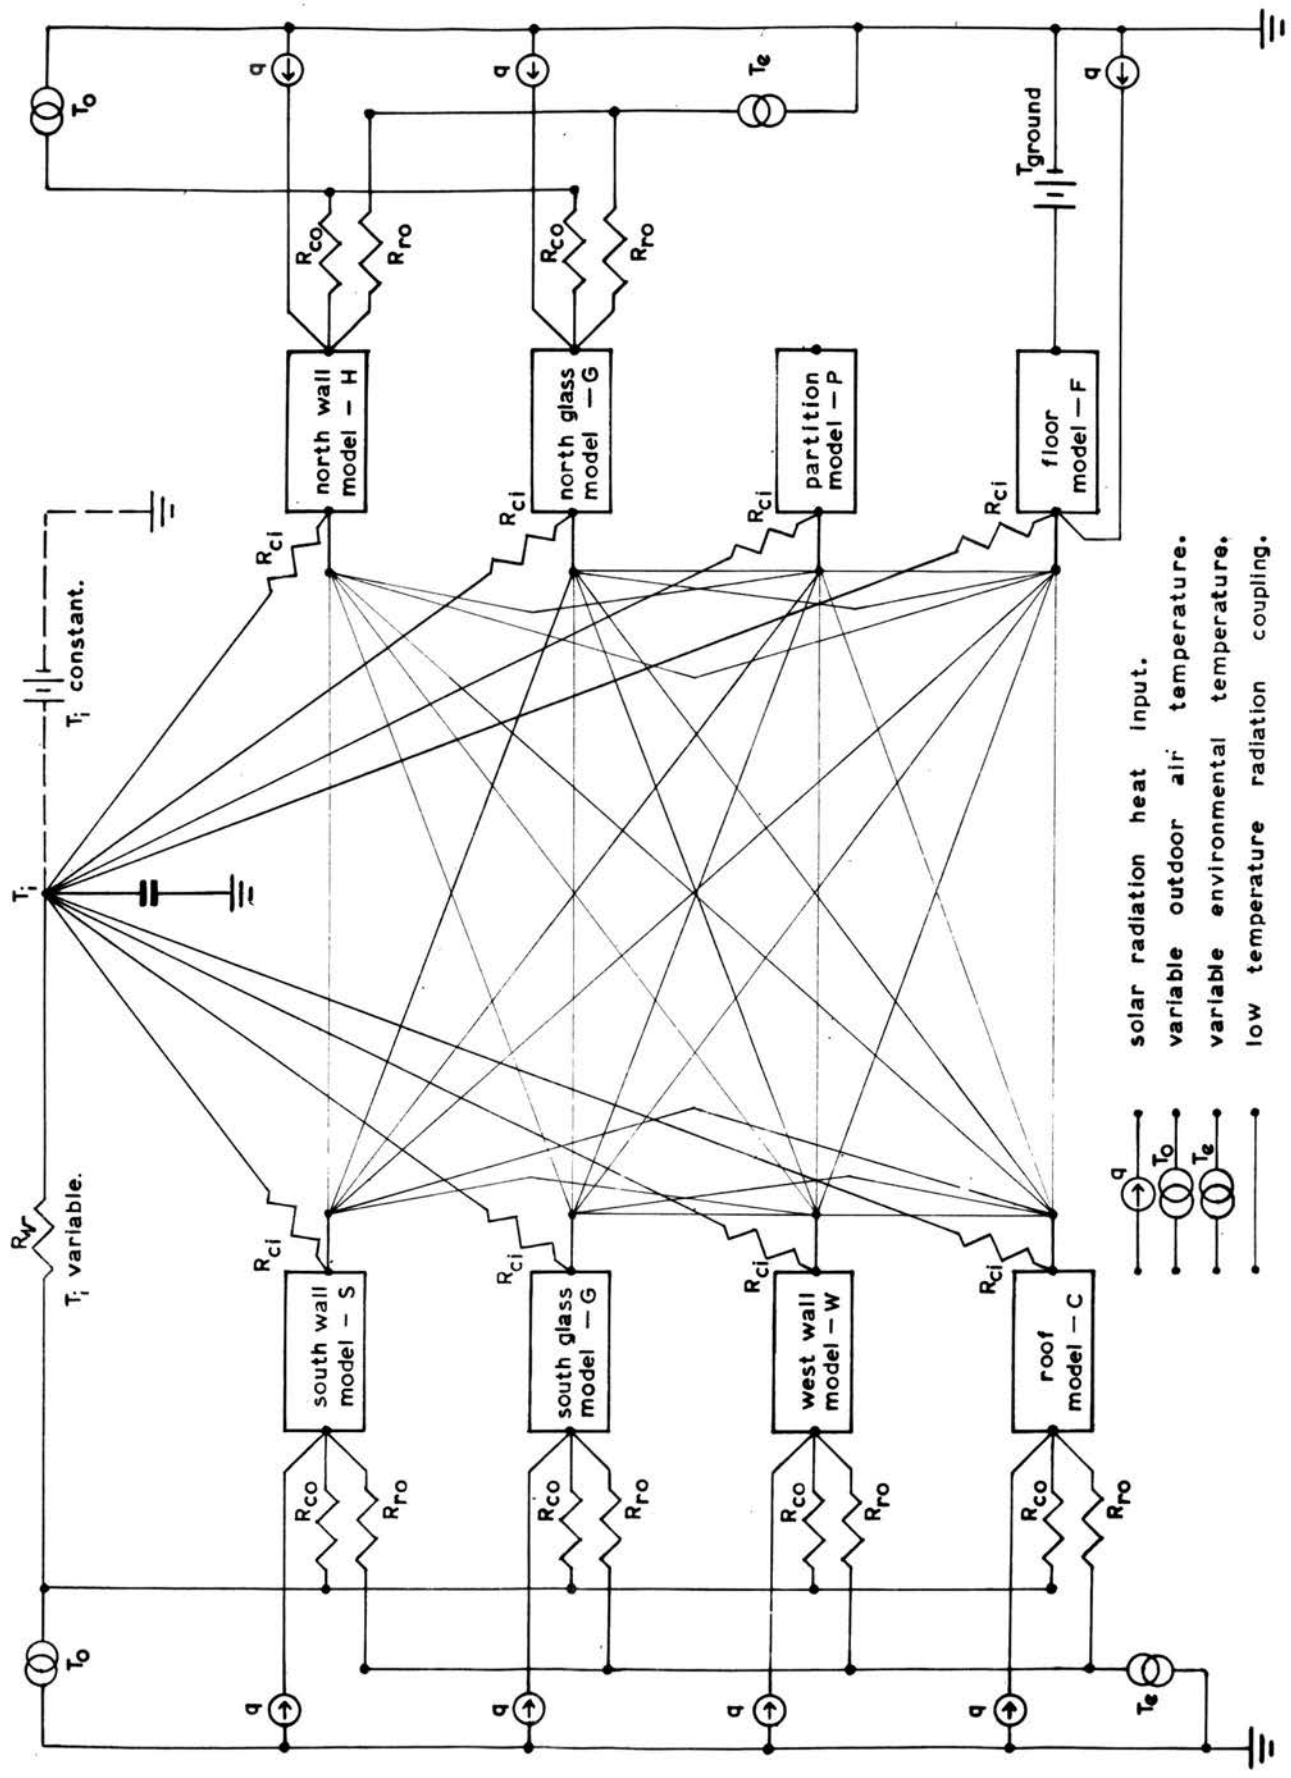 R𝑣
Ti
Ti variable.
Ti constant.
To
To
q
Rco
Rro
south wall
model – S
Rci
Rci
north wall
model – H
Rco
Rro
q
q
Rco
Rro
south glass
model – G
Rci
Rci
north glass
model – G
Rco
Rro
q
q
Rco
Rro
west wall
model – W
Rci
Rci
partition
model – P
Te
q
Rco
Rro
roof
model – C
Rci
Rci
floor
model – F
Tground
q
Te
q solar radiation heat input.
To variable outdoor air temperature.
Te variable environmental temperature.
low temperature radiation coupling.